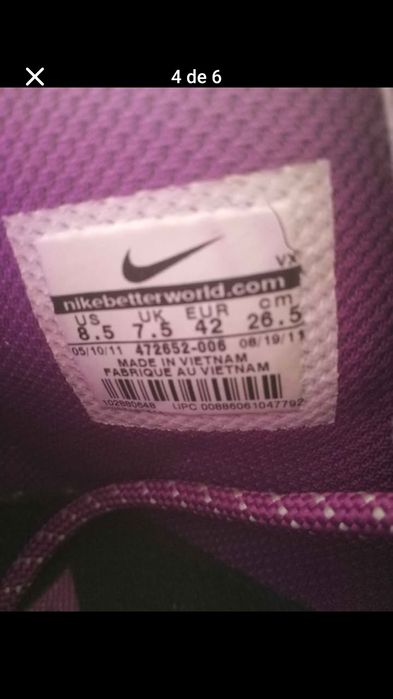 4 de 6
VX
nikebetterworld.com
US UK EUR cm
8.5 7.5 42 26.5
05/10/11 472652-006 08/19/11
MADE IN VIETNAM
FABRIQUE AU VIETNAM
102880648 UPC 00886061047792